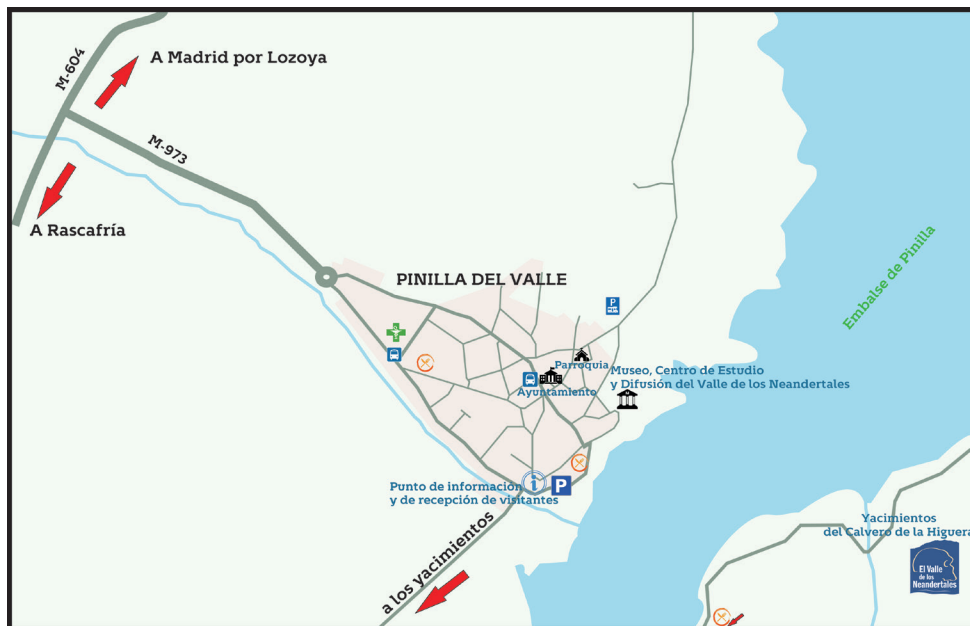 M-604
A Madrid por Lozoya
M-973
A Rascafría
PINILLA DEL VALLE
Embalse de Pinilla
P
Parroquia
Museo, Centro de Estudio
y Difusión del Valle de los Neandertales
Ayuntamiento
Punto de información
y de recepción de visitantes
i
P
a los yacimientos
Yacimientos
del Calvero de la Higuera
El Valle
de los
Neandertales